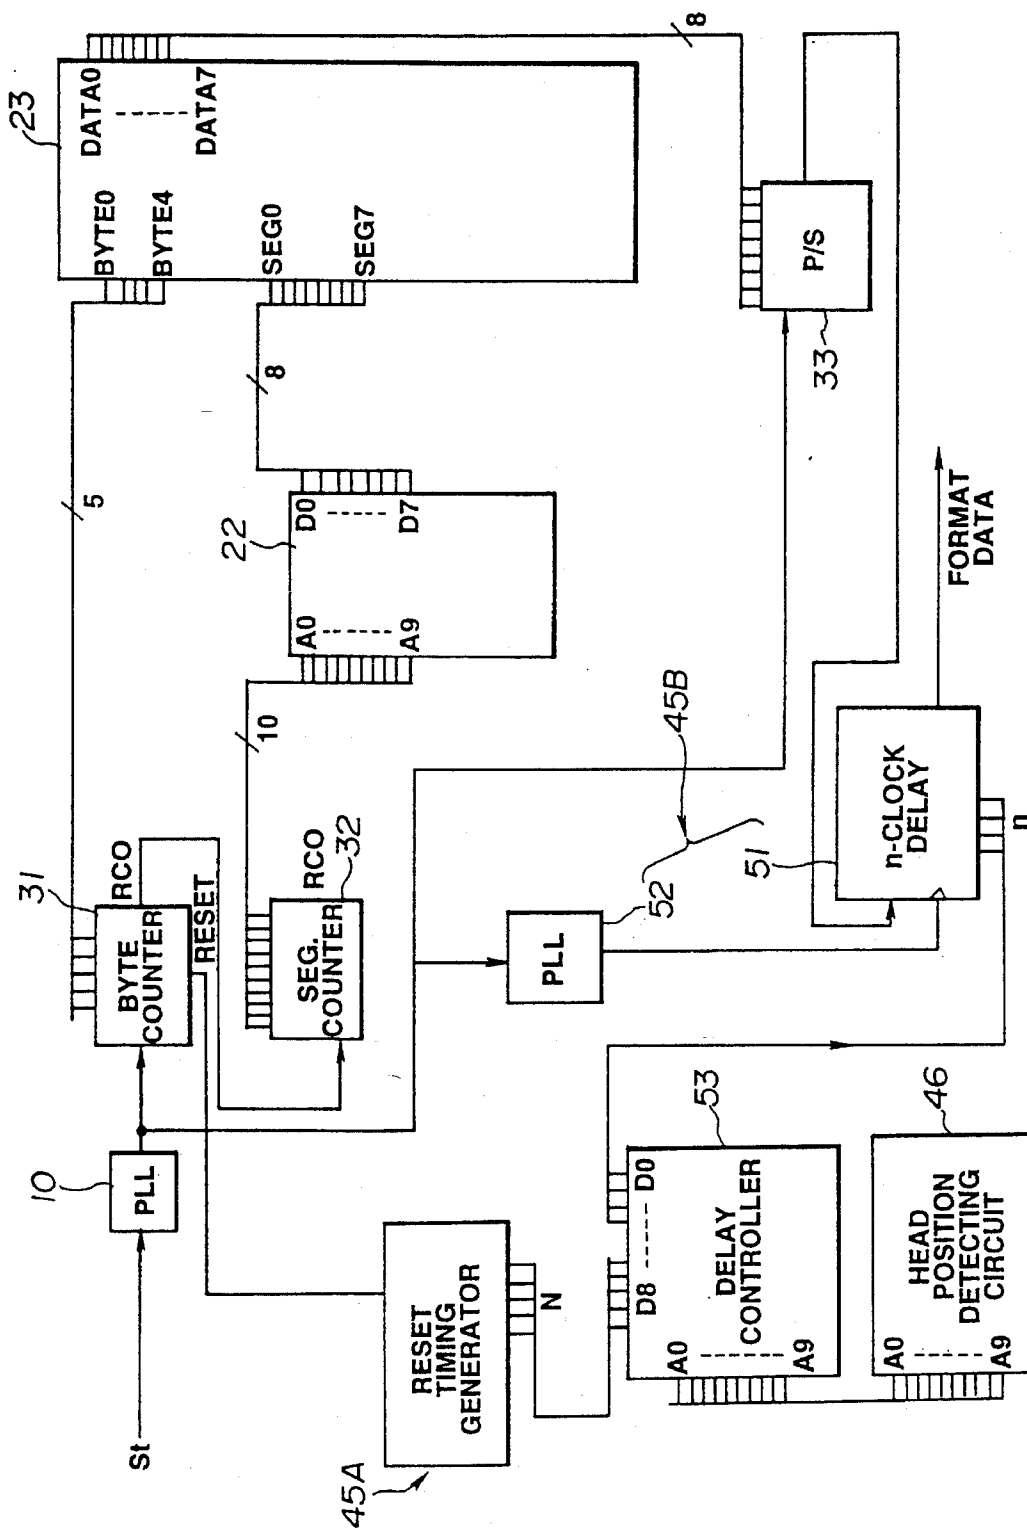 St
10
PLL
31
BYTE
COUNTER
RCO
RESET
5
23
BYTE0
BYTE4
SEG0
SEG7
DATA0
DATA7
8
SEG.
COUNTER
RCO
32
10
22
A0
A9
D0
D7
8
45A
RESET
TIMING
GENERATOR
N
PLL
52
45B
P/S
33
D8
D0
A0
A9
DELAY
CONTROLLER
53
51
n-CLOCK
DELAY
n
FORMAT
DATA
A0
A9
HEAD
POSITION
DETECTING
CIRCUIT
46